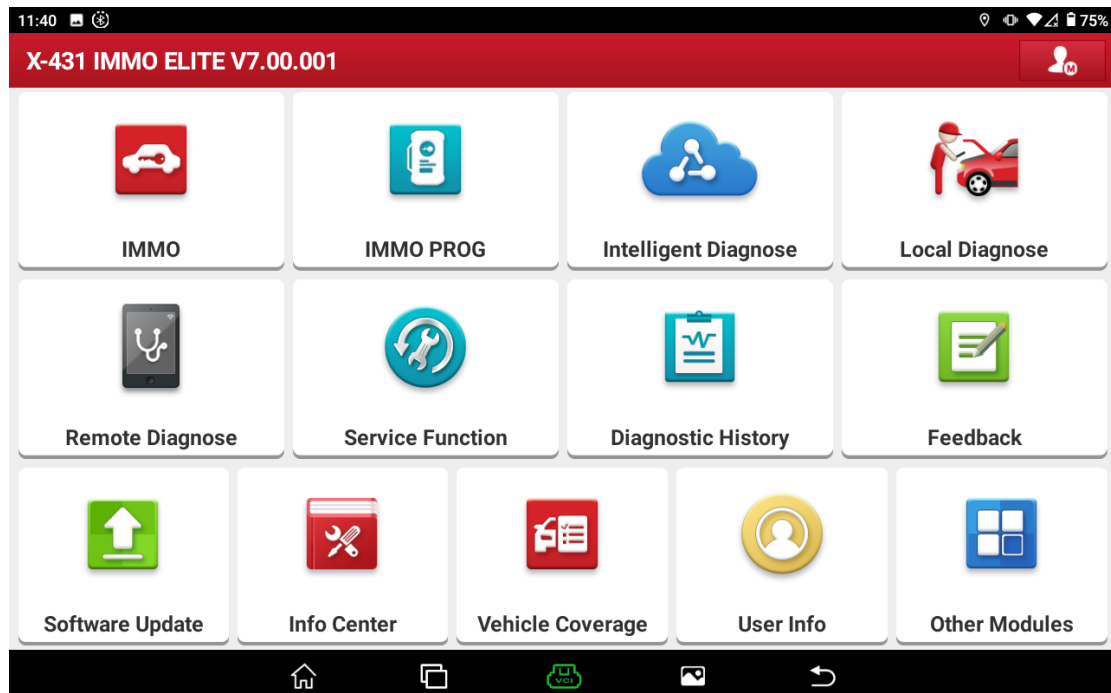 11:40 75%
X-431 IMMO ELITE V7.00.001
M
IMMO IMMO PROG Intelligent Diagnose Local Diagnose
Remote Diagnose Service Function Diagnostic History Feedback
Software Update Info Center Vehicle Coverage User Info Other Modules
VCI